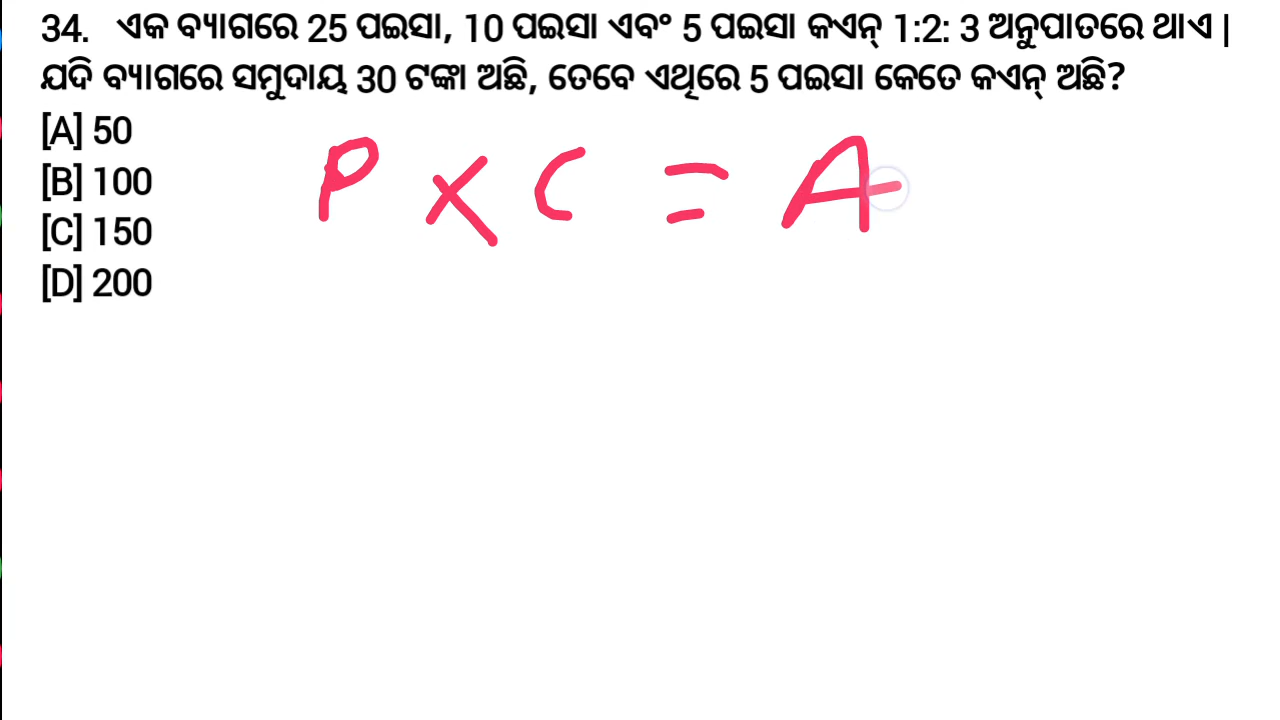 34. ଏକ ବ୍ୟାଗରେ 25 ପଇସା, 10 ପଇସା ଏବଂ 5 ପଇସା କଏନ୍ 1:2: 3 ଅନୁପାତରେ ଥାଏ |
ଯଦି ବ୍ୟାଗରେ ସମୁଦାୟ 30 ଟଙ୍କା ଅଛି, ତେବେ ଏଥିରେ 5 ପଇସା କେତେ କଏନ୍ ଅଛି?
[A] 50
[B] 100
[C] 150
[D] 200
P × C = A